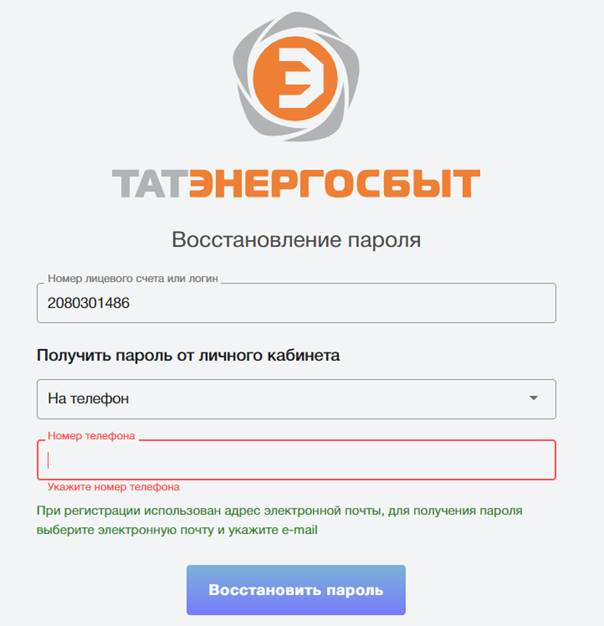 Э
ТАТЭНЕРГОСБЫТ
Восстановление пароля
Номер лицевого счета или логин
2080301486
Получить пароль от личного кабинета
На телефон
Номер телефона
Укажите номер телефона
При регистрации использован адрес электронной почты, для получения пароля
выберите электронную почту и укажите e-mail
Восстановить пароль